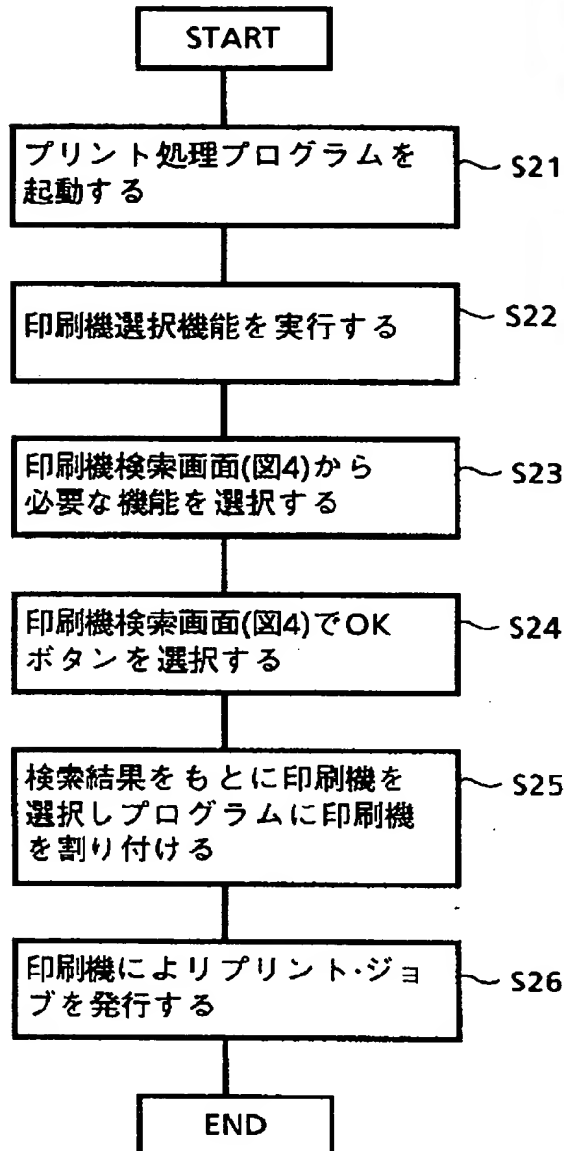 START
プリント処理プログラムを
起動する
S21
印刷機選択機能を実行する
S22
印刷機検索画面(図4)から
必要な機能を選択する
S23
印刷機検索画面(図4)でOK
ボタンを選択する
S24
検索結果をもとに印刷機を
選択しプログラムに印刷機
を割り付ける
S25
印刷機によりプリント・ジョ
ブを発行する
S26
END